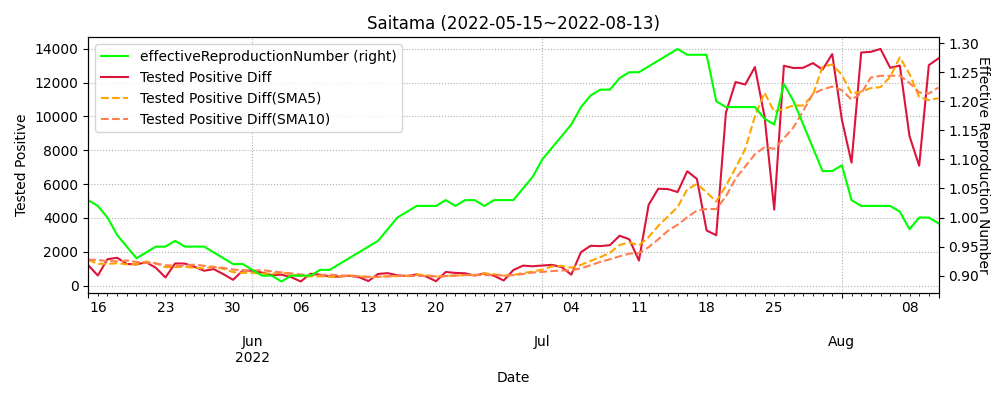 Saitama (2022-05-15~2022-08-13)
effectiveReproductionNumber (right)
Tested Positive Diff
Tested Positive Diff(SMA5)
Tested Positive Diff(SMA10)
Tested Positive
14000
12000
10000
8000
6000
4000
2000
0
1.30
1.25
1.20
1.15
1.10
1.05
1.00
0.95
0.90
Effective Reproduction Number
16 23 30 06 13 20 27 04 11 18 25 08
Jun Jul Aug
2022
Date